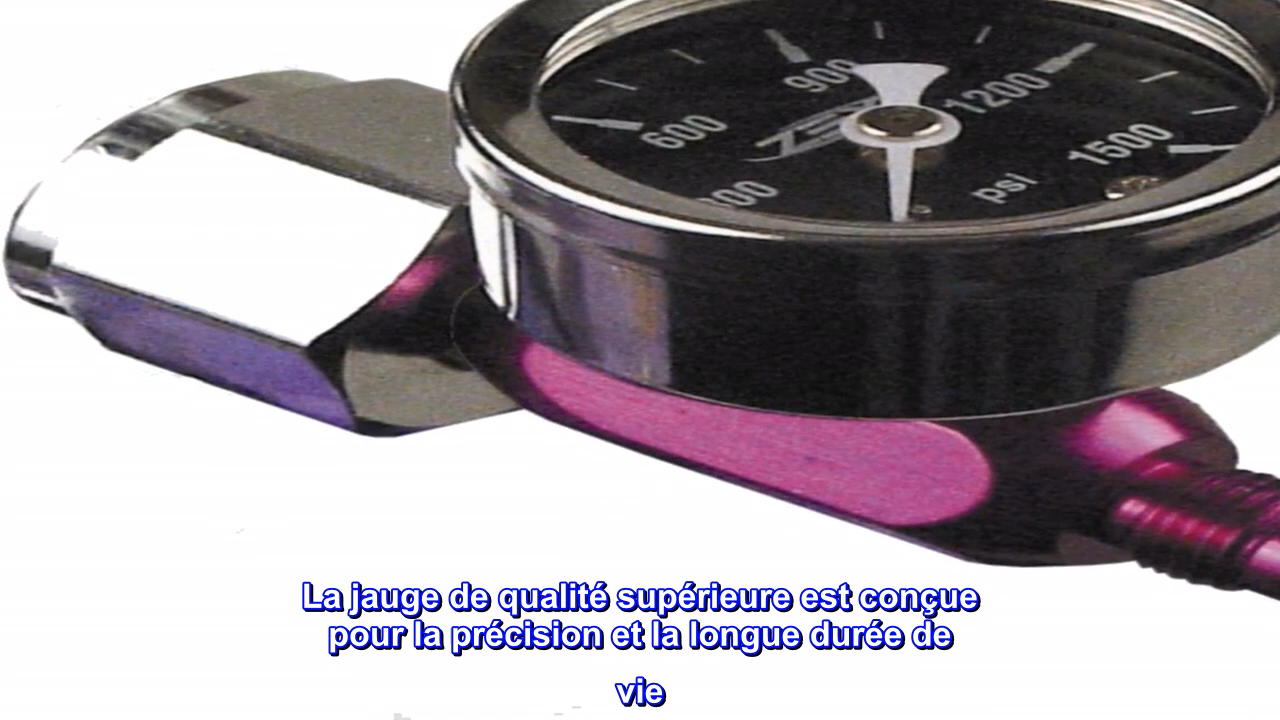 900
1200
600
ZEX
1500
psi
La jauge de qualité supérieure est conçue
pour la précision et la longue durée de
vie